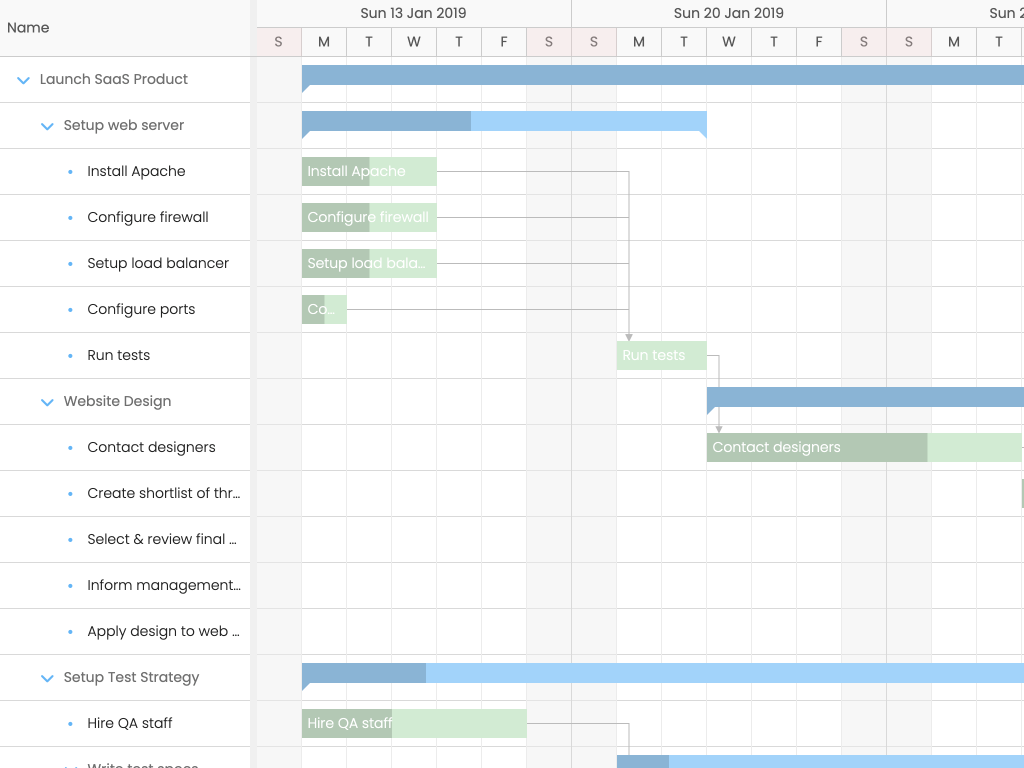 Name
Sun 13 Jan 2019 Sun 20 Jan 2019 Sun 2
S M T W T F S S M T W T F S S M T
Launch SaaS Product
Setup web server
Install Apache Install Apache
Configure firewall Configure firewall
Setup load balancer Setup load bala...
Configure ports Co...
Run tests Run tests
Website Design
Contact designers Contact designers
Create shortlist of thr...
Select & review final ...
Inform management...
Apply design to web ...
Setup Test Strategy
Hire QA staff Hire QA staff
Write test specs